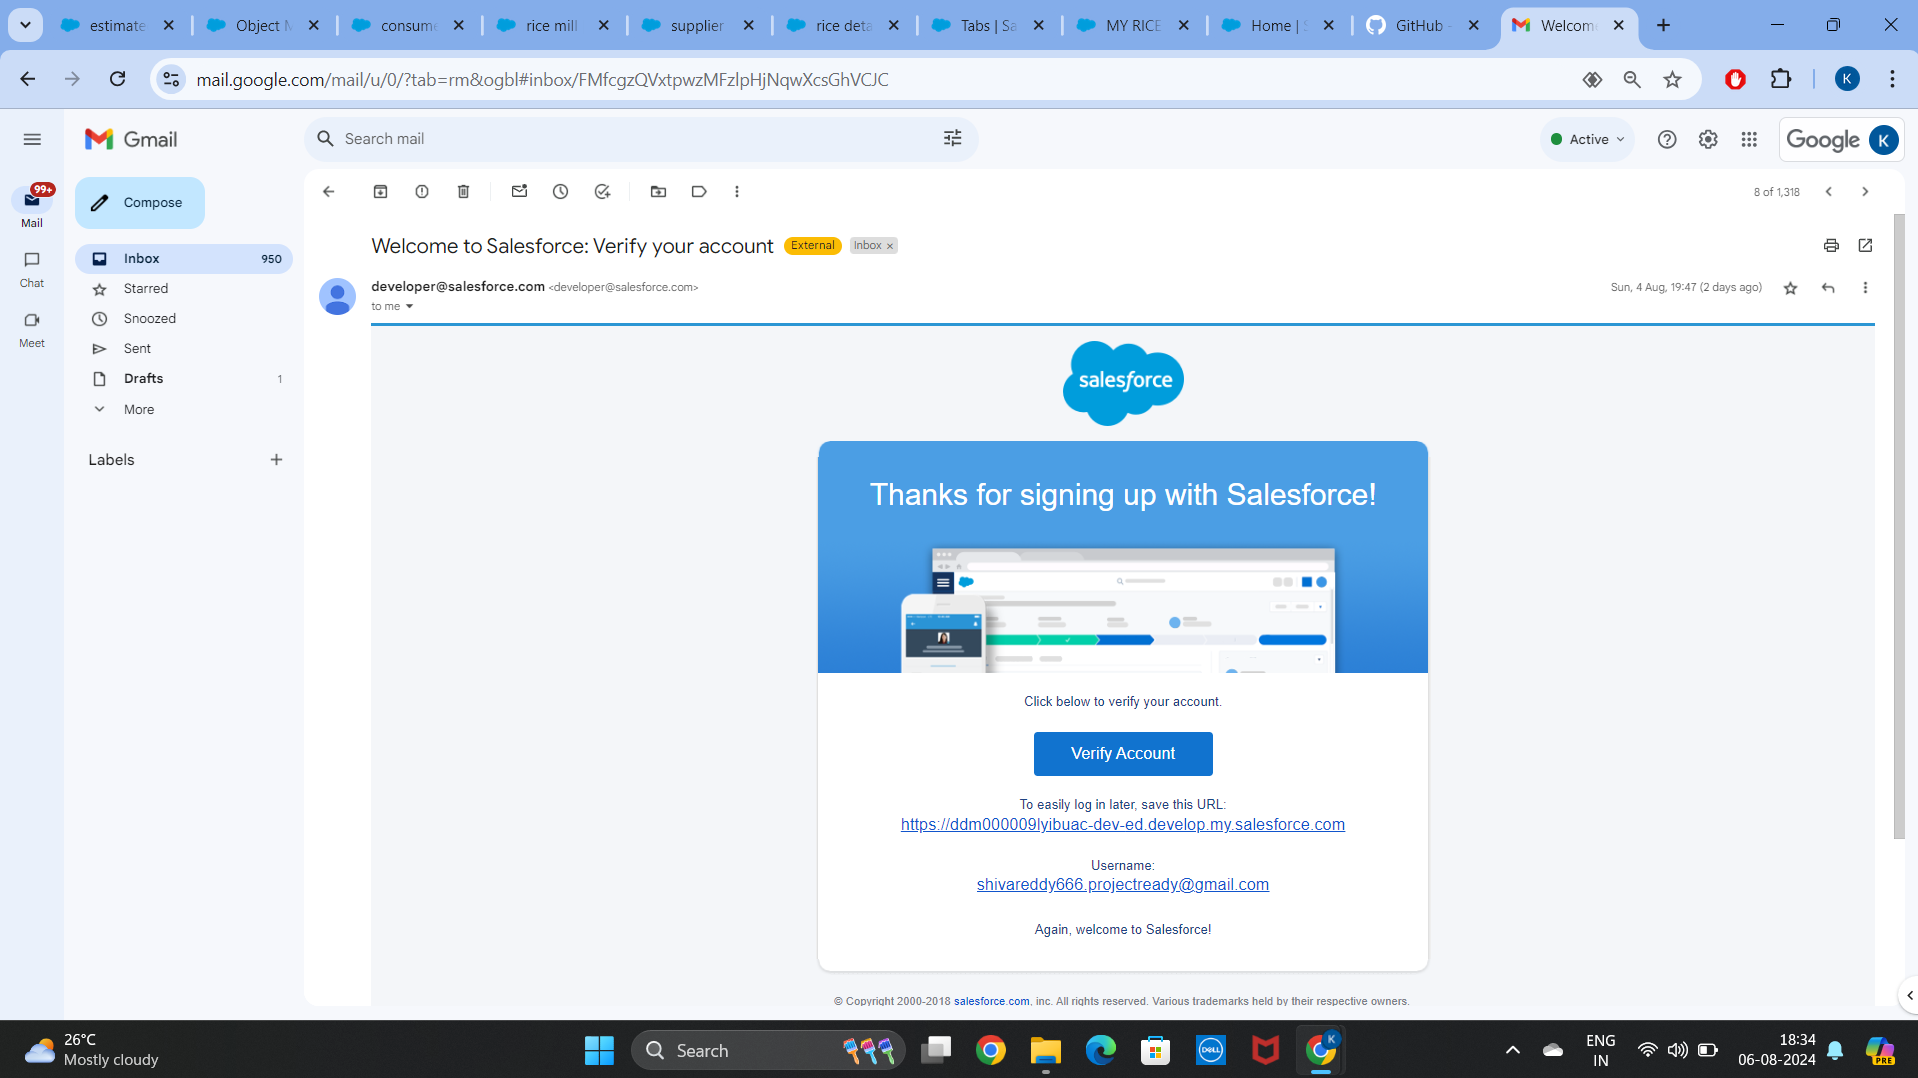 estimate
Object M
consume
rice mill
supplier
rice deta
Tabs | Sa
MY RICE
Home | S
GitHub -
Welcome
mail.google.com/mail/u/0/?tab=rm&ogbl#inbox/FMfcgzQVxtpwzMFzlpHjNqwXcsGhVCJC
K
Gmail
Search mail
Active
Google
K
99+
Mail
Chat
Meet
Compose
Inbox 950
Starred
Snoozed
Sent
Drafts 1
More
Labels
8 of 1,318
Welcome to Salesforce: Verify your account External Inbox ×
developer@salesforce.com <developer@salesforce.com>
Sun, 4 Aug, 19:47 (2 days ago)
to me
salesforce
Thanks for signing up with Salesforce!
Click below to verify your account.
Verify Account
To easily log in later, save this URL:
https://ddm000009lyibuac-dev-ed.develop.my.salesforce.com
Username:
shivareddy666.projectready@gmail.com
Again, welcome to Salesforce!
© Copyright 2000-2018 salesforce.com, inc. All rights reserved. Various trademarks held by their respective owners.
26°C
Mostly cloudy
Search
DELL
K
ENG
IN
18:34
06-08-2024
PRE